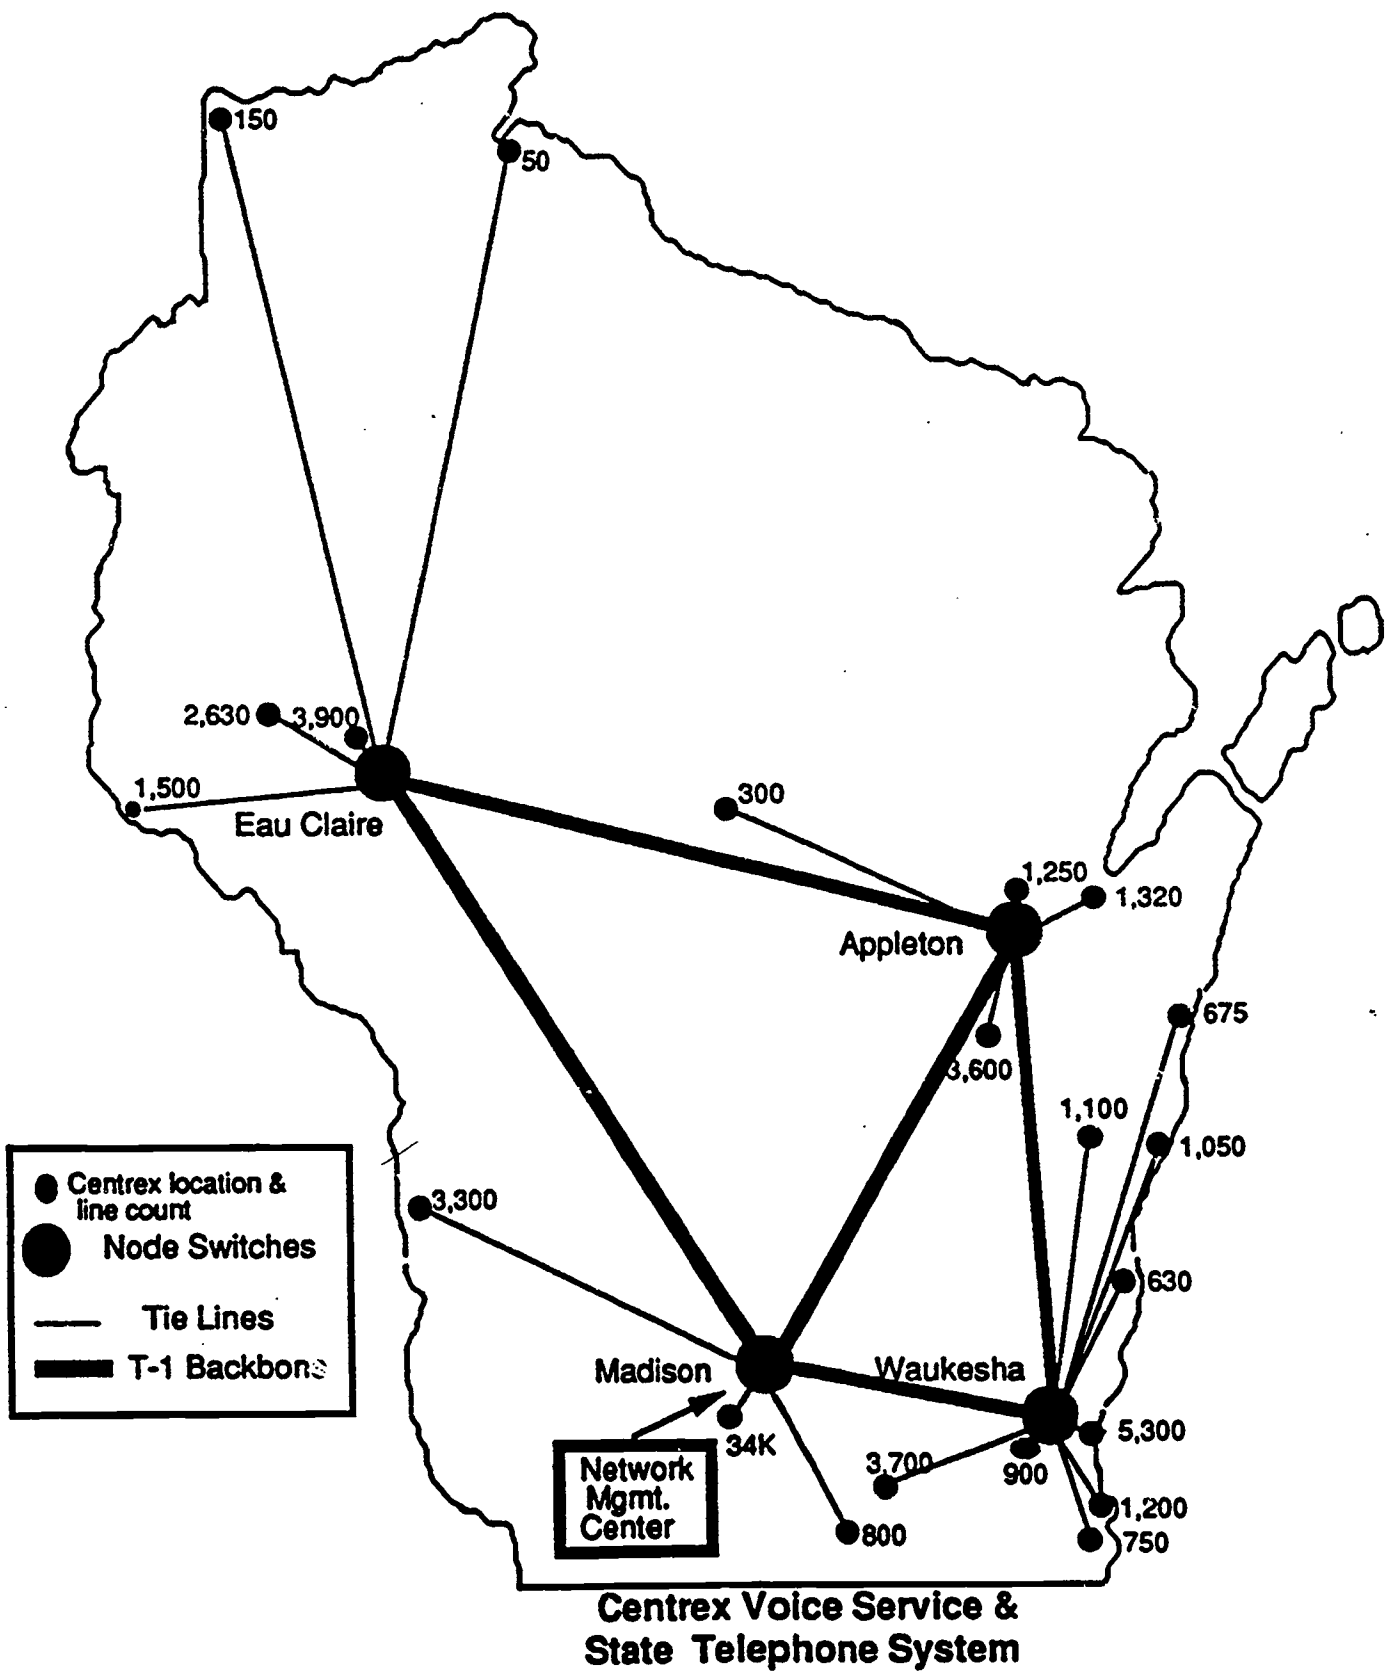 150
50
2,630
3,900
1,500
Eau Claire
300
1,250
1,320
Appleton
675
3,600
1,100
1,050
Centrex location &
line count
Node Switches
Tie Lines
T-1 Backbone
3,300
630
Madison
Waukesha
34K
Network
Mgmt.
Center
3,700
900
5,300
1,200
800
750
Centrex Voice Service &
State Telephone System